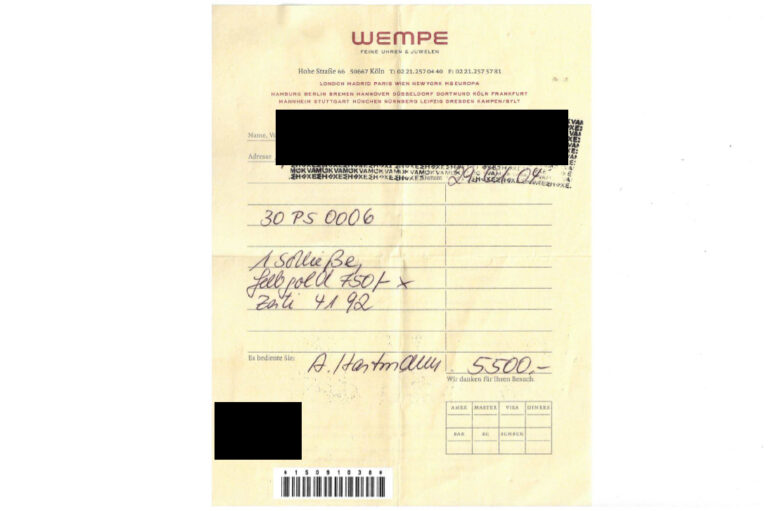 WEMPE
FEINE UHREN & JUWELEN
Hohe Straße 66 50667 Köln T: 02 21.257 04 40 F: 02 21.257 57 81
LONDON MADRID PARIS WIEN NEW YORK MS EUROPA
HAMBURG BERLIN BREMEN HANNOVER DÜSSELDORF DORTMUND KÖLN FRANKFURT
MANNHEIM STUTTGART MÜNCHEN NÜRNBERG LEIPZIG DRESDEN KAMPEN/SYLT
Name,
Adresse
30 PS 0006
1 Schließe,
Gelbgold 750/- x
41 92
Es bediente Sie: A. Hartmann 5500,-
Wir danken für Ihren Besuch.
AMEX MASTER VISA DINERS
BAR EC
*15091038*